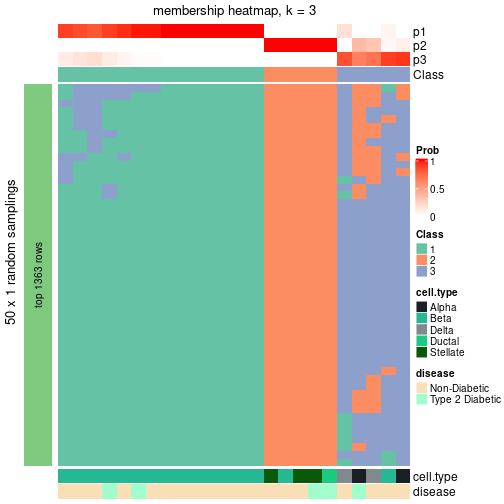 membership heatmap, k = 3
p1
p2
p3
Class
50 x 1 random samplings
top 1363 rows
Prob
1
0.5
0
Class
1
2
3
cell.type
Alpha
Beta
Delta
Ductal
Stellate
disease
Non-Diabetic
Type 2 Diabetic
cell.type
disease